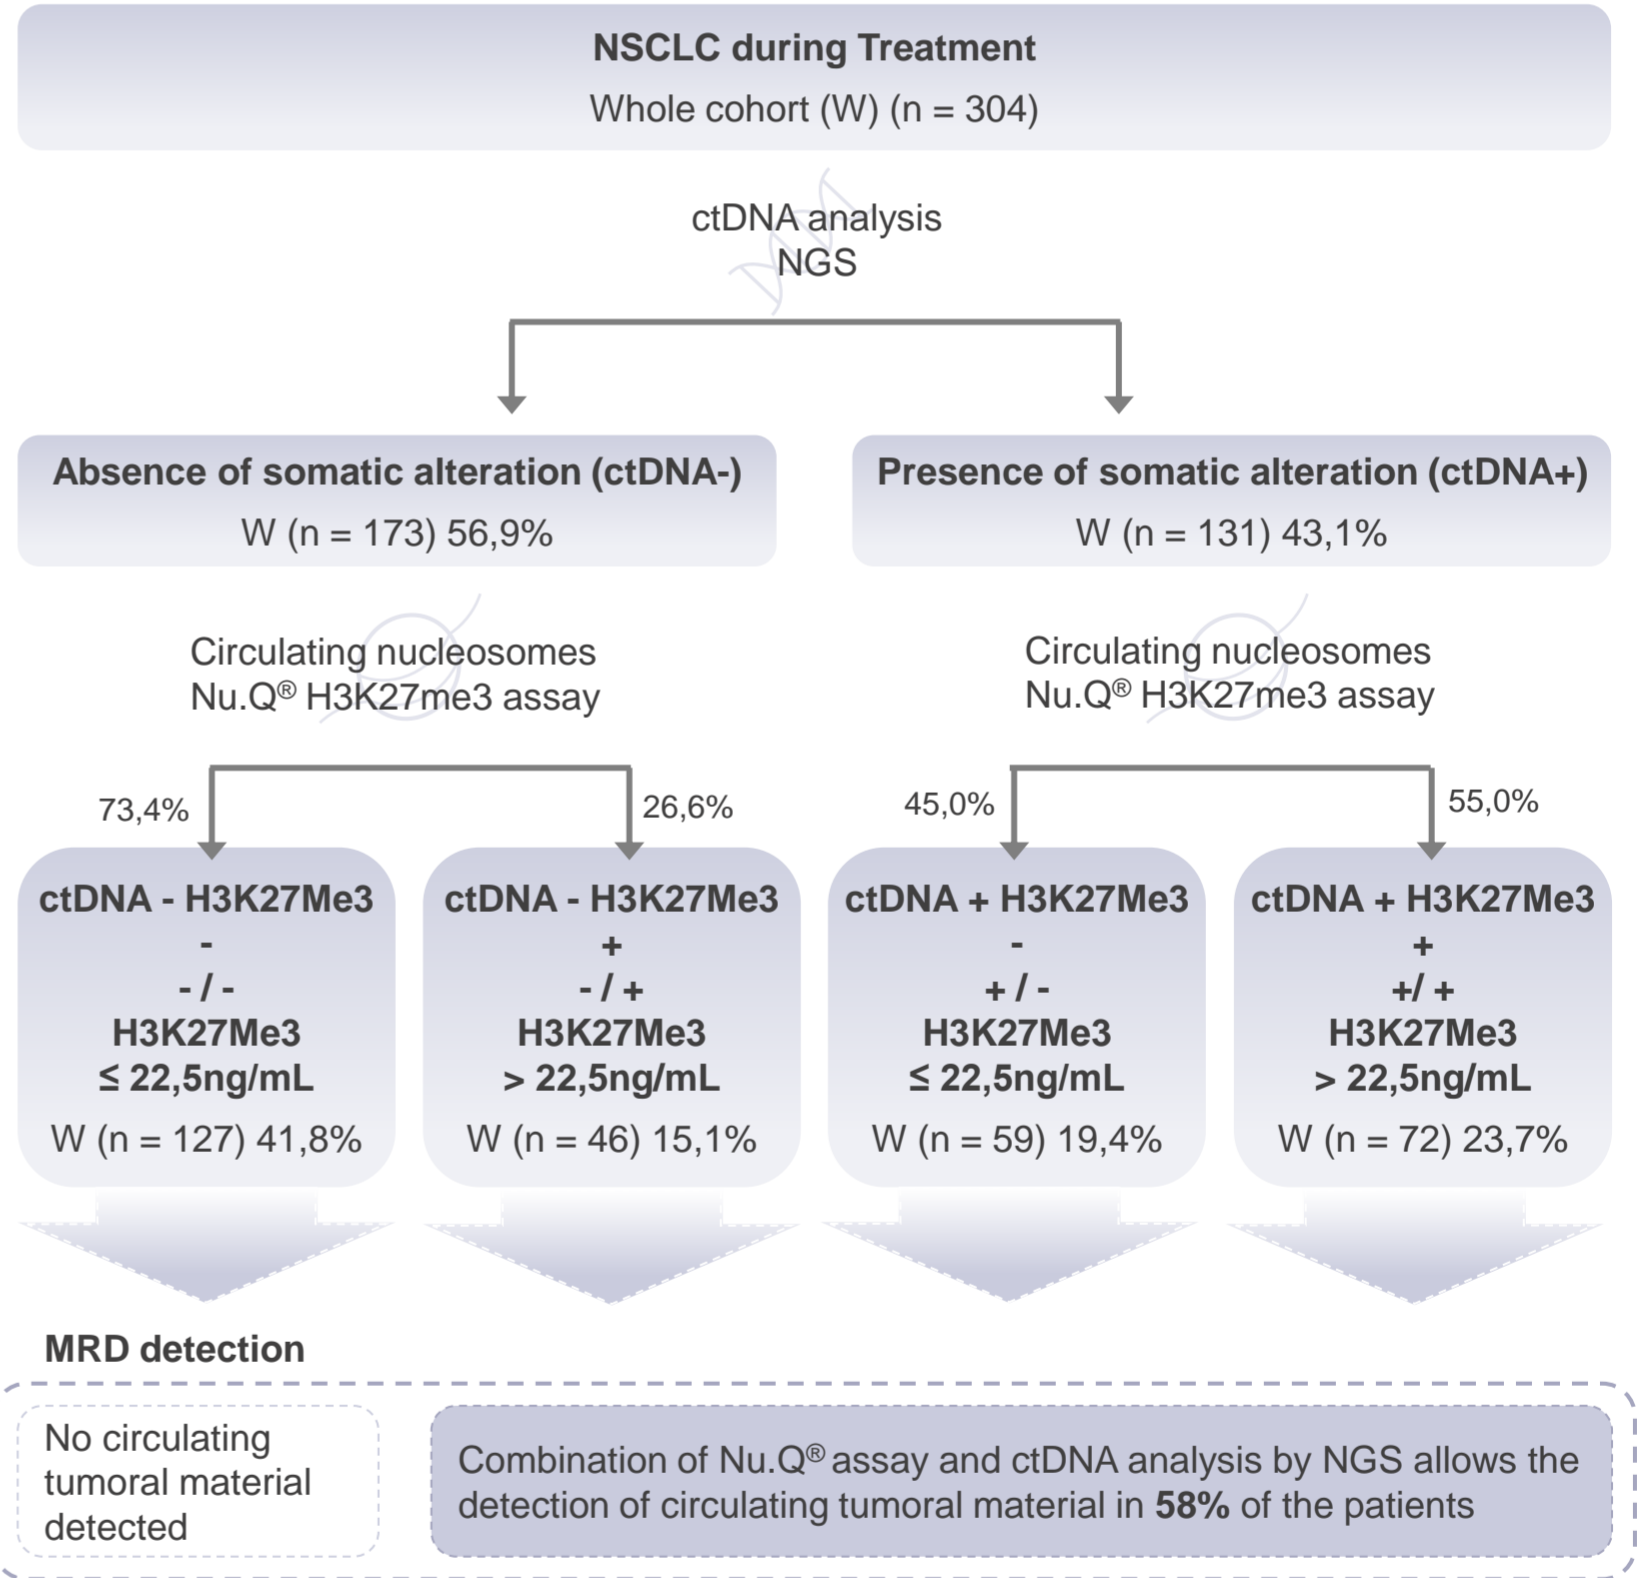 NSCLC during Treatment
Whole cohort (W) (n = 304)
ctDNA analysis
NGS
Absence of somatic alteration (ctDNA-)
W (n = 173) 56,9%
Presence of somatic alteration (ctDNA+)
W (n = 131) 43,1%
Circulating nucleosomes
Nu.Q® H3K27me3 assay
Circulating nucleosomes
Nu.Q® H3K27me3 assay
73,4%
26,6%
45,0%
55,0%
ctDNA - H3K27Me3
-
- / -
H3K27Me3
≤ 22,5ng/mL
W (n = 127) 41,8%
ctDNA - H3K27Me3
+
- / +
H3K27Me3
> 22,5ng/mL
W (n = 46) 15,1%
ctDNA + H3K27Me3
-
+ / -
H3K27Me3
≤ 22,5ng/mL
W (n = 59) 19,4%
ctDNA + H3K27Me3
+
+/ +
H3K27Me3
> 22,5ng/mL
W (n = 72) 23,7%
MRD detection
No circulating
tumoral material
detected
Combination of Nu.Q® assay and ctDNA analysis by NGS allows the
detection of circulating tumoral material in 58% of the patients